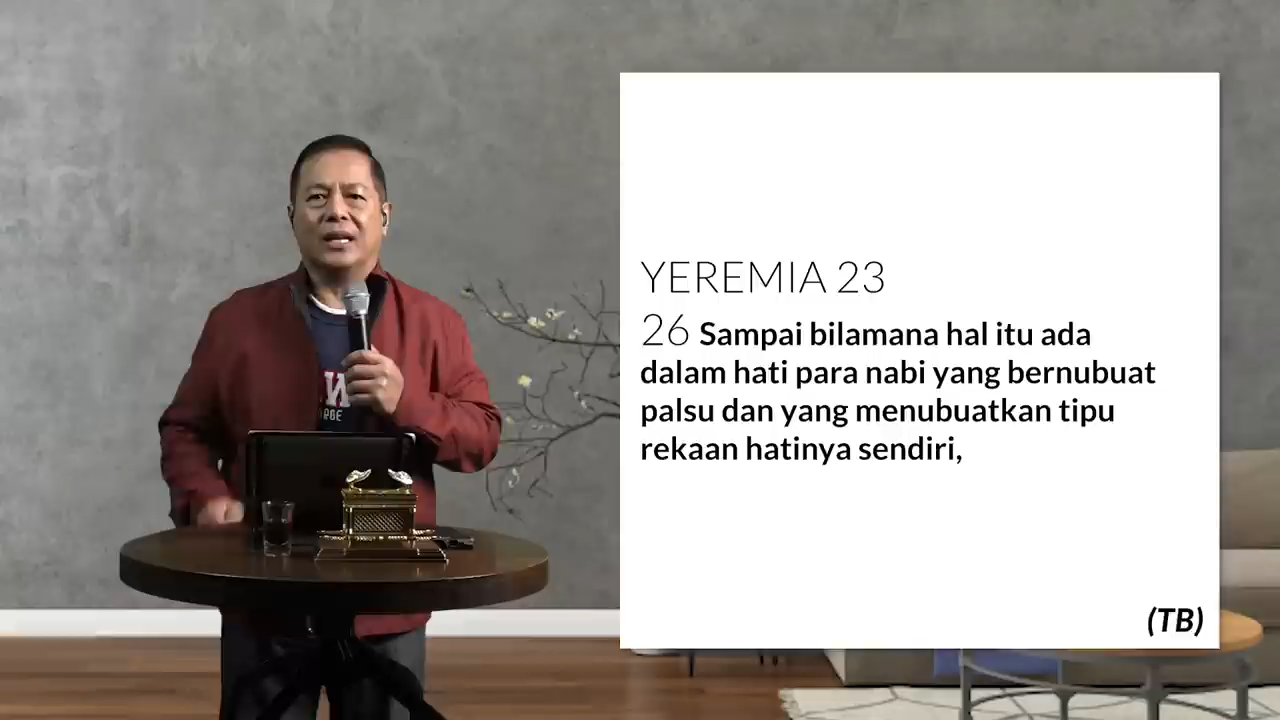 YEREMIA 23
26 Sampai bilamana hal itu ada
dalam hati para nabi yang bernubuat
palsu dan yang menubuatkan tipu
rekaan hatinya sendiri,
(TB)